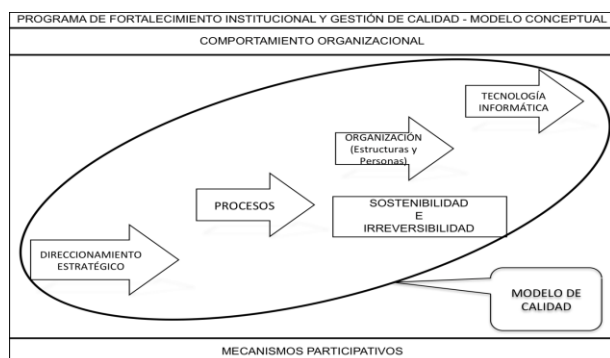 PROGRAMA DE FORTALECIMIENTO INSTITUCIONAL Y GESTIÓN DE CALIDAD - MODELO CONCEPTUAL
COMPORTAMIENTO ORGANIZACIONAL
TECNOLOGÍA
INFORMÁTICA
ORGANIZACIÓN
(Estructuras y
Personas)
PROCESOS
SOSTENIBILIDAD
E
IRREVERSIBILIDAD
DIRECCIONAMIENTO
ESTRATÉGICO
MODELO DE
CALIDAD
MECANISMOS PARTICIPATIVOS